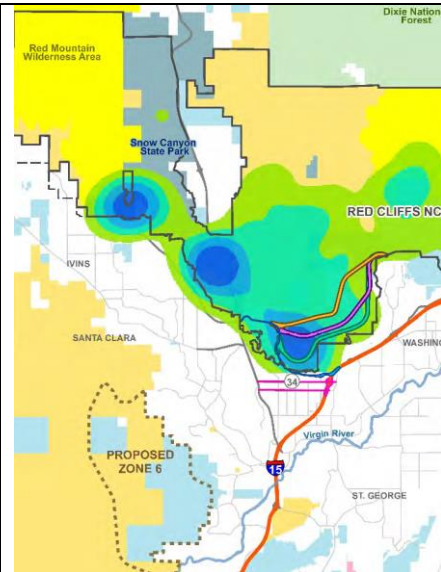 Dixie Nation
Forest
Red Mountain
Wilderness Area
Snow Canyon
State Park
RED CLIFFS NC
IVINS
SANTA CLARA
WASHING
34
Virgin River
PROPOSED
ZONE 6
15
ST. GEORGE